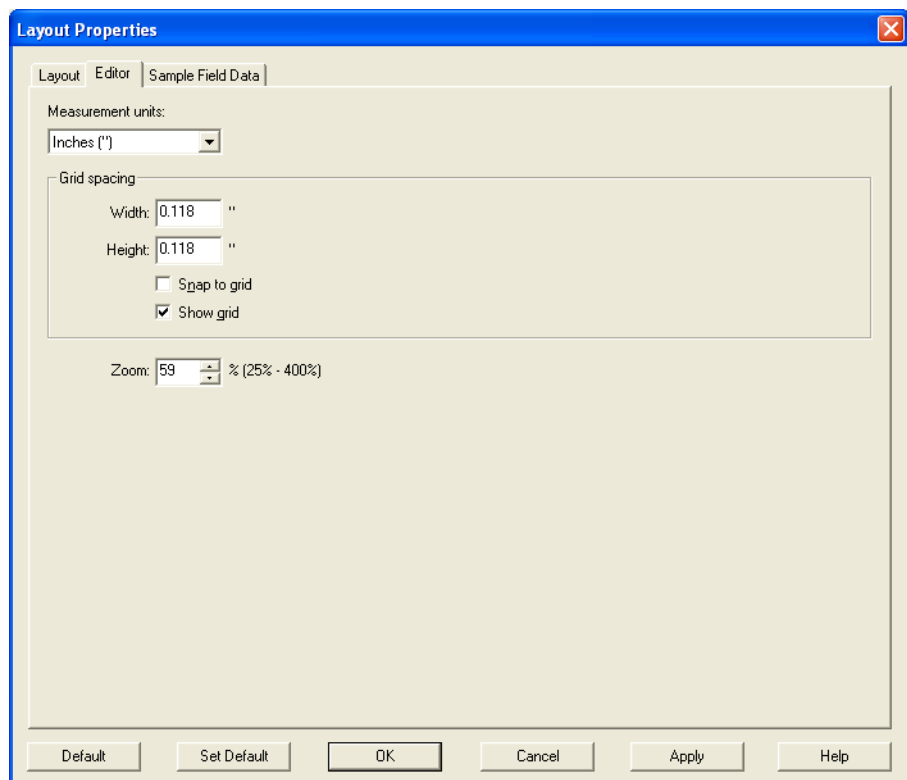 Layout Properties
Layout Editor Sample Field Data
Measurement units:
Inches (")
Grid spacing
Width: 0.118 "
Height: 0.118 "
Snap to grid
Show grid
Zoom: 59 % (25% - 400%)
Default Set Default OK Cancel Apply Help